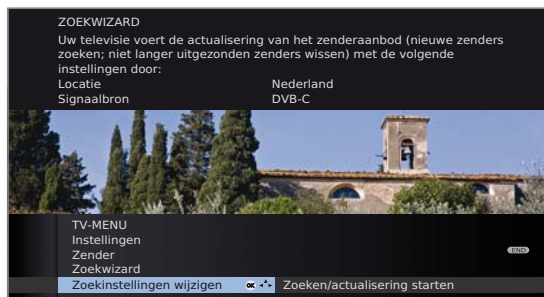 ZOEKWIZARD
Uw televisie voert de actualisering van het zenderaanbod (nieuwe zenders
zoeken; niet langer uitgezonden zenders wissen) met de volgende
instellingen door:
Locatie Nederland
Signaalbron DVB-C
TV-MENU
Instellingen
END
Zender
Zoekwizard
Zoekinstellingen wijzigen OK Zoeken/actualisering starten